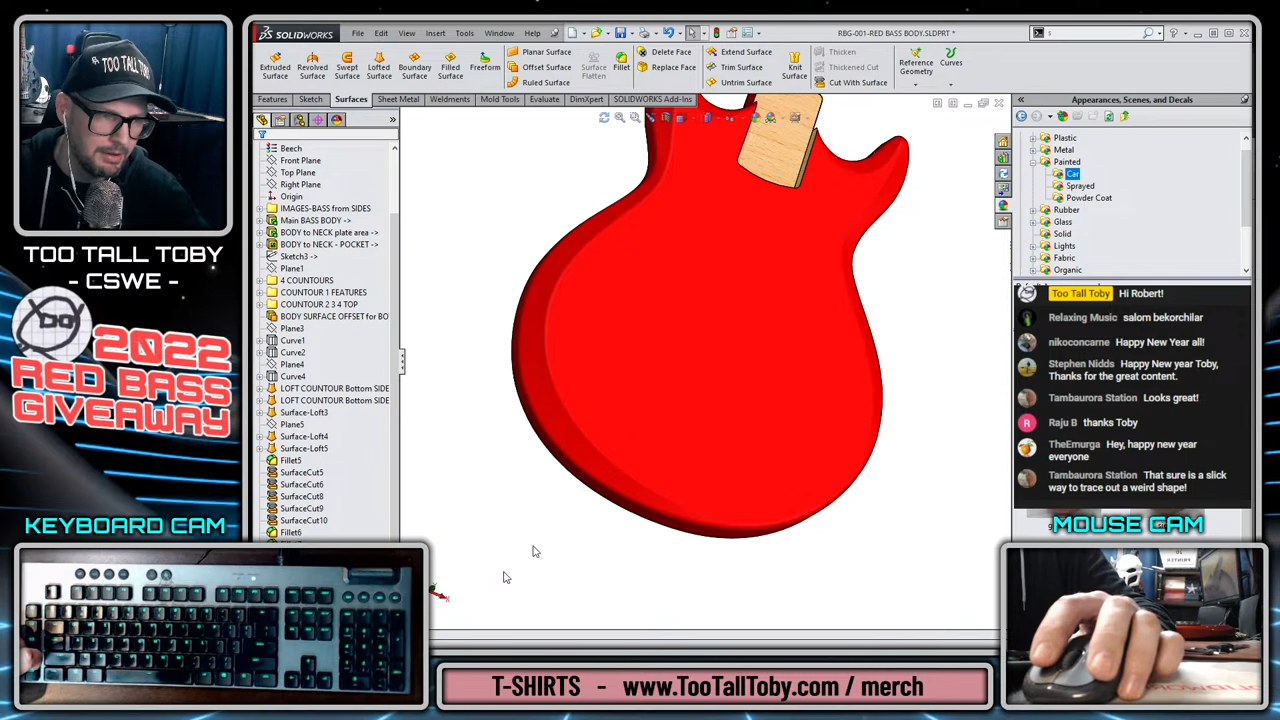 TOO TALL TOBY
TOO TALL TOBY
- CSWE -
2022
RED BASS
GIVEAWAY
KEYBOARD CAM
SOLIDWORKS
File
Edit
View
Insert
Tools
Window
Help
RBG-001-RED BASS BODY.SLDPRT *
s
Extruded Surface
Revolved Surface
Swept Surface
Lofted Surface
Boundary Surface
Filled Surface
Freeform
Planar Surface
Offset Surface
Ruled Surface
Surface Flatten
Fillet
Delete Face
Replace Face
Extend Surface
Trim Surface
Untrim Surface
Knit Surface
Thicken
Thickened Cut
Cut With Surface
Reference Geometry
Curves
Features
Sketch
Surfaces
Sheet Metal
Weldments
Mold Tools
Evaluate
DimXpert
SOLIDWORKS Add-Ins
Beech
Front Plane
Top Plane
Right Plane
Origin
IMAGES-BASS from SIDES
Main BASS BODY ->
BODY to NECK plate area ->
BODY to NECK - POCKET ->
Sketch3 ->
Plane1
4 COUNTOURS
COUNTOUR 1 FEATURES
COUNTOUR 2 3 4 TOP
BODY SURFACE OFFSET for BO
Plane3
Curve1
Curve2
Plane4
Curve4
LOFT COUNTOUR Bottom SIDE
LOFT COUNTOUR Bottom SIDE
Surface-Loft3
Plane5
Surface-Loft4
Surface-Loft5
Fillet5
SurfaceCut5
SurfaceCut6
SurfaceCut8
SurfaceCut9
SurfaceCut10
Fillet6
X
Appearances, Scenes, and Decals
Plastic
Metal
Painted
Car
Sprayed
Powder Coat
Rubber
Glass
Solid
Lights
Fabric
Organic
Too Tall Toby Hi Robert!
Relaxing Music salom bekorchilar
nikoconcarne Happy New Year all!
Stephen Nidds Happy New year Toby,
Thanks for the great content.
Tambaurora Station Looks great!
R Raju B thanks Toby
TheEmurga Hey, happy new year
everyone
Tambaurora Station That sure is a slick
way to trace out a weird shape!
MOUSE CAM
T-SHIRTS - www.TooTallToby.com / merch